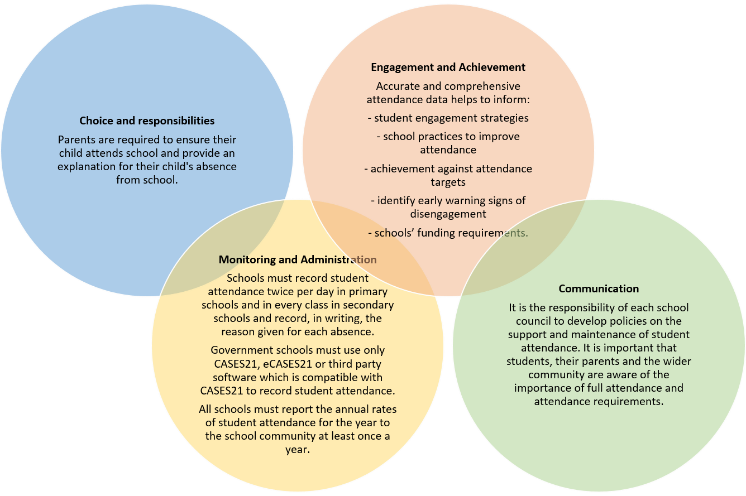 Choice and responsibilities
Parents are required to ensure their
child attends school and provide an
explanation for their child's absence
from school.
Engagement and Achievement
Accurate and comprehensive
attendance data helps to inform:
- student engagement strategies
- school practices to improve
attendance
- achievement against attendance
targets
- identify early warning signs of
disengagement
- schools’ funding requirements.
Monitoring and Administration
Schools must record student
attendance twice per day in primary
schools and in every class in secondary
schools and record, in writing, the
reason given for each absence.
Government schools must use only
CASES21, eCASES21 or third party
software which is compatible with
CASES21 to record student attendance.
All schools must report the annual rates
of student attendance for the year to
the school community at least once a
year.
Communication
It is the responsibility of each school
council to develop policies on the
support and maintenance of student
attendance. It is important that
students, their parents and the wider
community are aware of the
importance of full attendance and
attendance requirements.